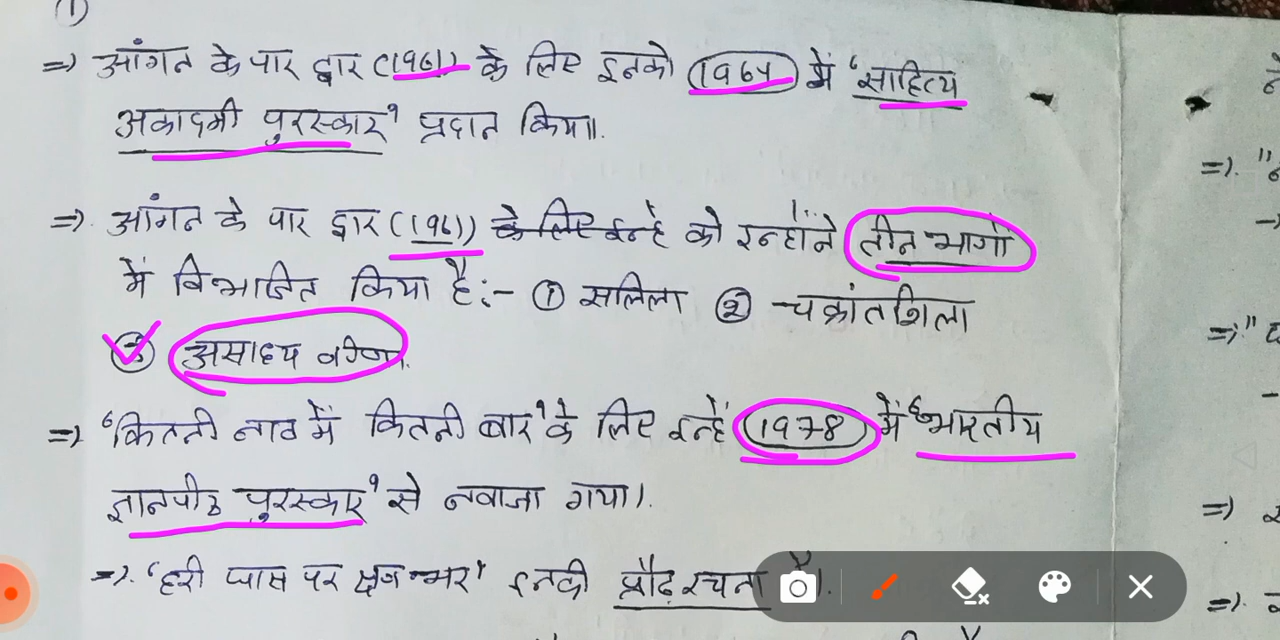 ①
=) आंगन के पार द्वार (1961) के लिए इनको (1964) में 'साहित्य
अकादमी पुरस्कार' प्रदान किया।
=) आंगन के पार द्वार (1961) के लिए इन्हे को इन्होंने तीन भागों
में विभाजित किया है:- ① सलिला ② चक्रांतशिला
③ असाध्य वीणा.
=) 'कितनी नाव में कितनी बार' के लिए इन्हें 1978 में 'भारतीय
ज्ञानपीठ पुरस्कार' से नवाजा गया।
=) 'हरी घास पर क्षण भर' इनकी प्रौढ़ रचना है।